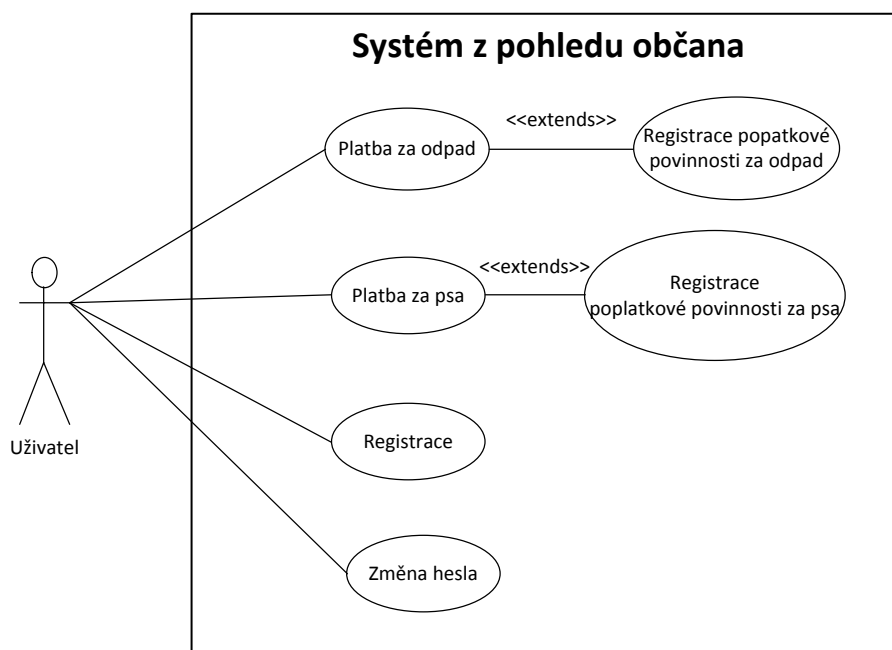 Systém z pohledu občana
<<extends>>
Platba za odpad
Registrace popatkové
povinnosti za odpad
<<extends>>
Platba za psa
Registrace
poplatkové povinnosti za psa
Registrace
Uživatel
Změna hesla